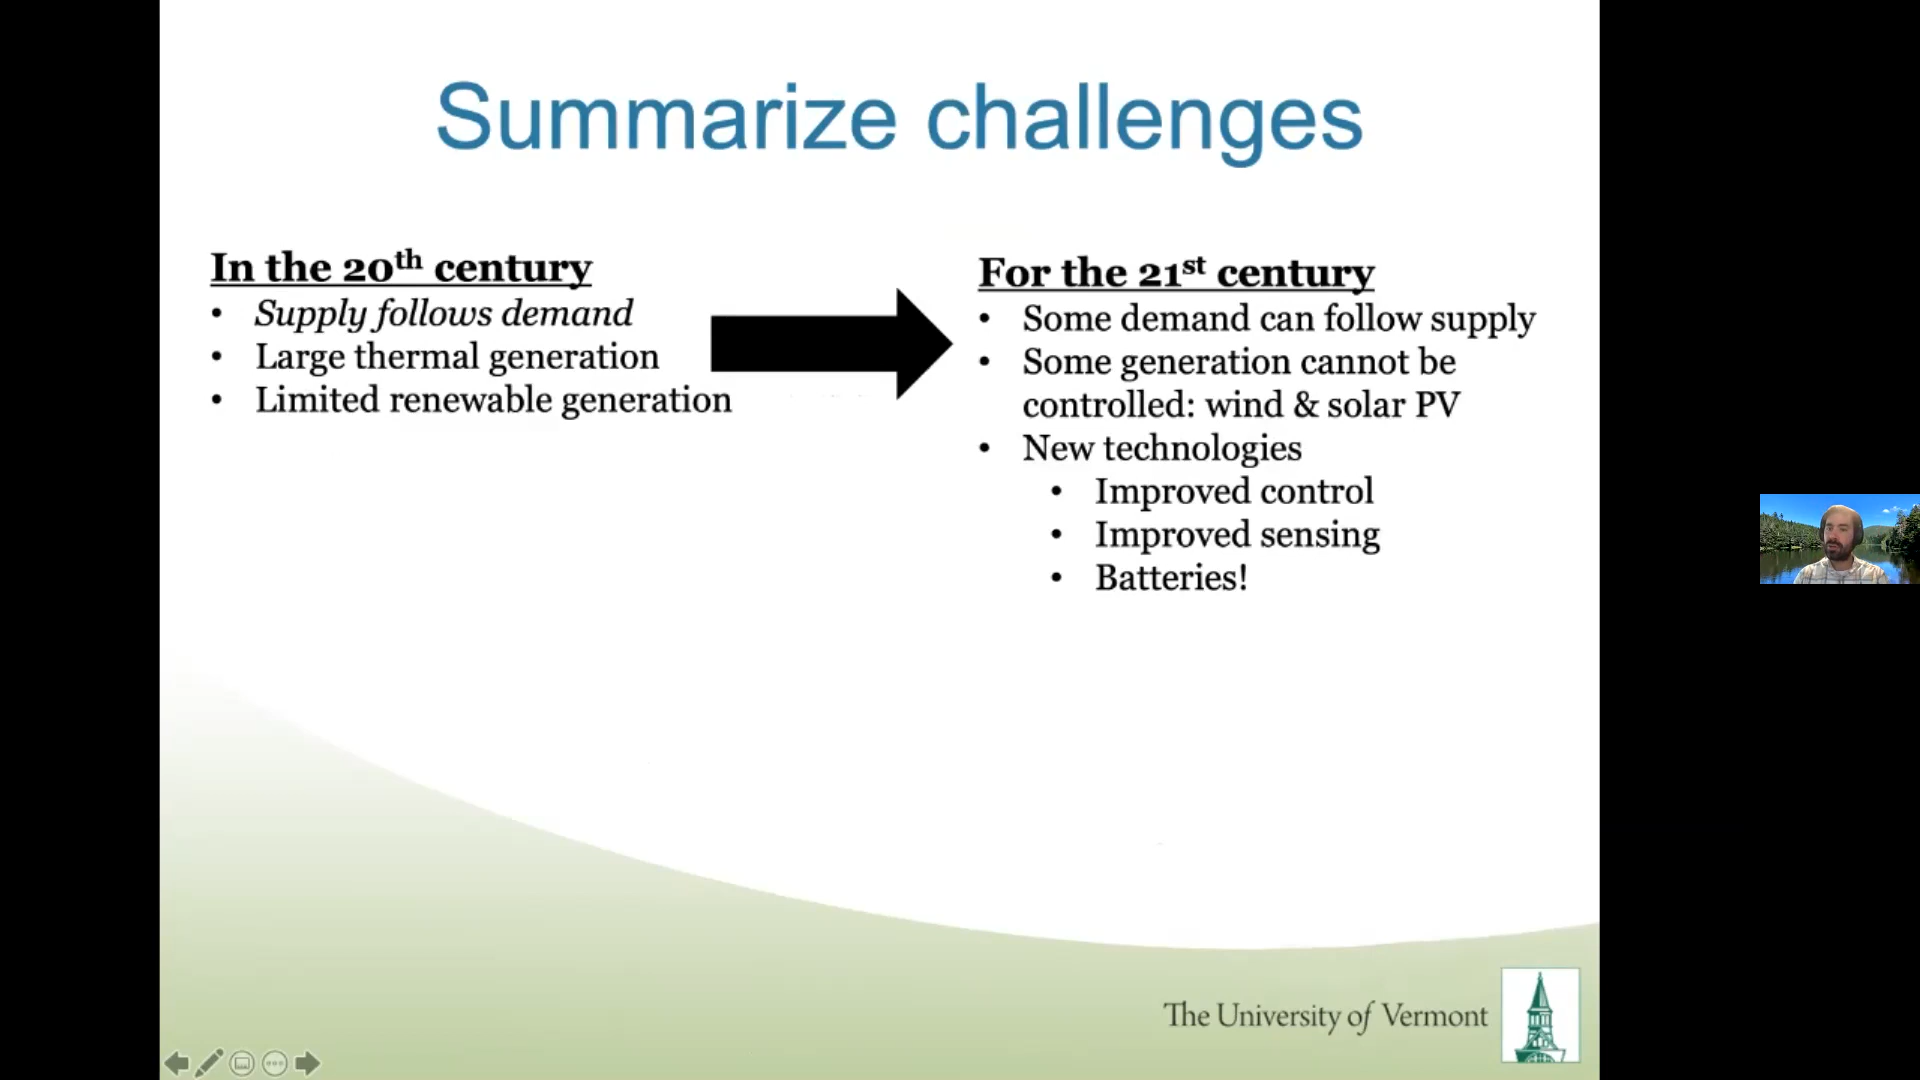 Summarize challenges
In the 20th century
• Supply follows demand
• Large thermal generation
• Limited renewable generation
For the 21st century
• Some demand can follow supply
• Some generation cannot be
controlled: wind & solar PV
• New technologies
• Improved control
• Improved sensing
• Batteries!
The University of Vermont